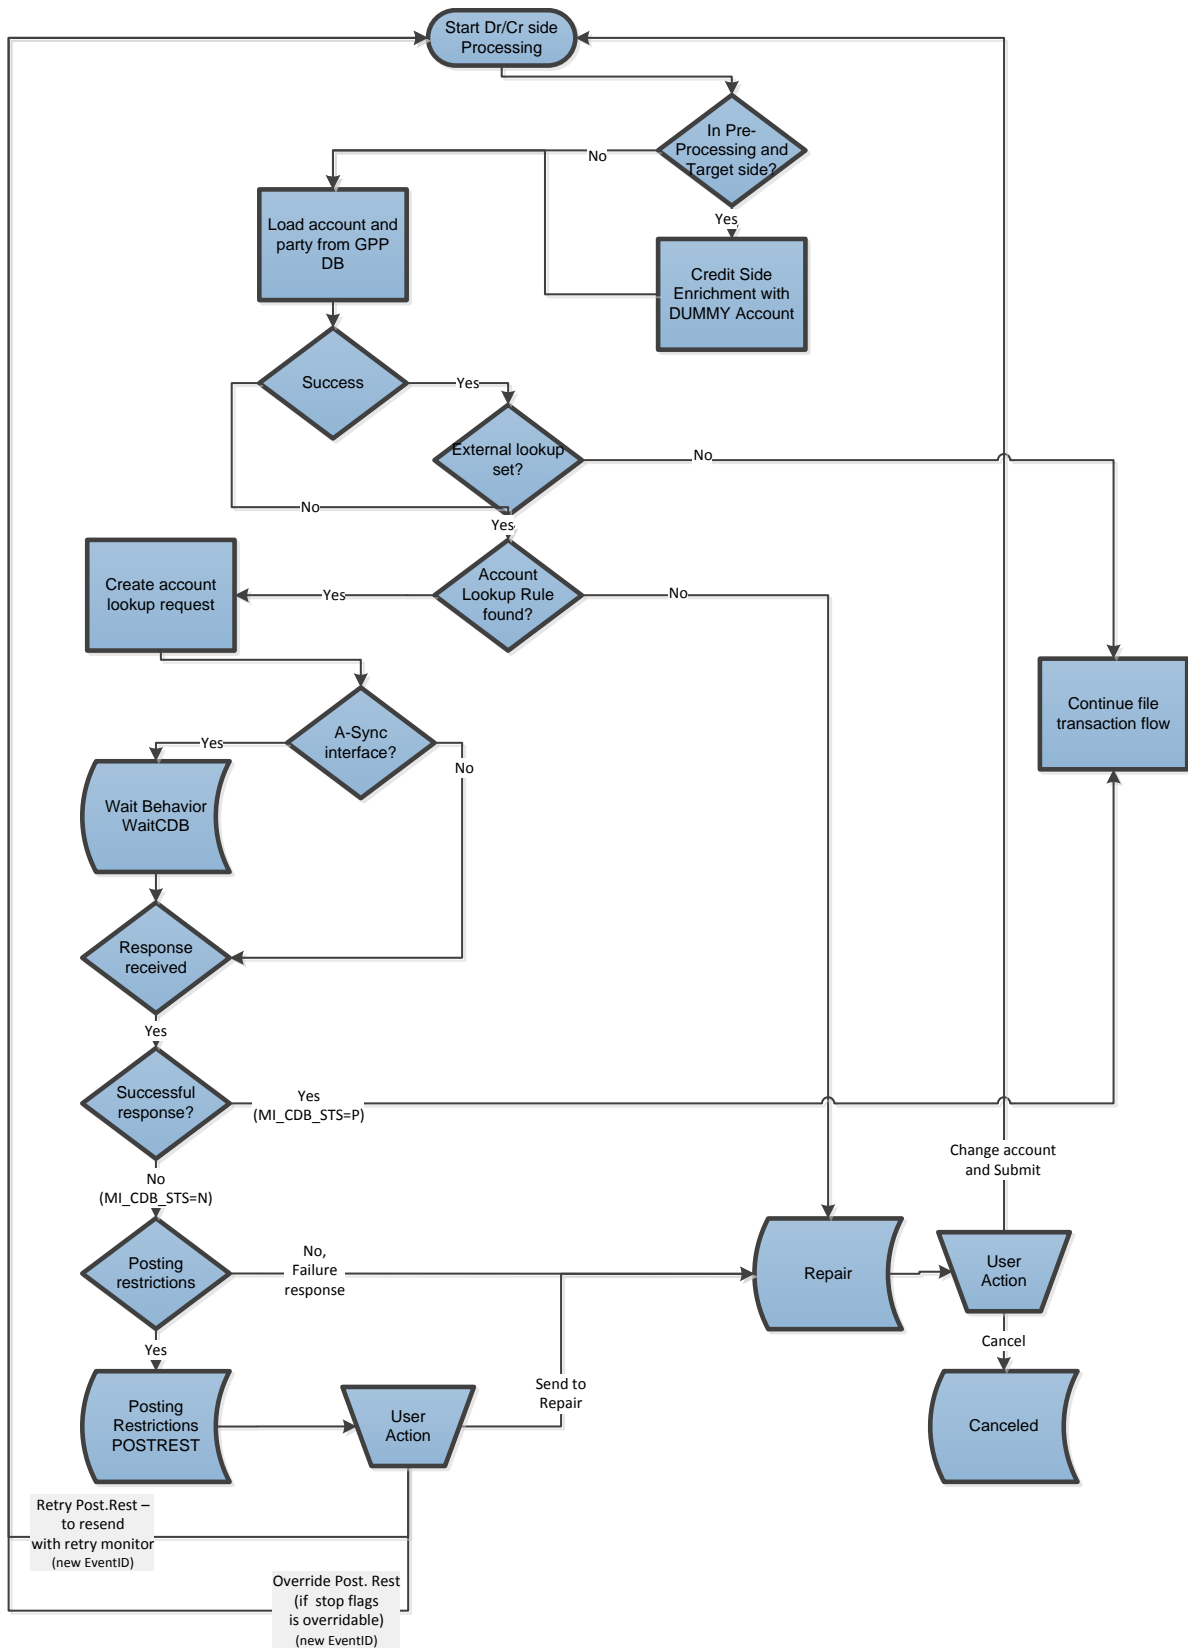 Start Dr/Cr side
Processing
In Pre-
Processing and
Target side?
No
Yes,
Load account and
party from GPP
DB
Credit Side
Enrichment with
DUMMY Account
Success
Yes
External lookup
set?
No
No
Yes
Create account
lookup request
Yes
Account
Lookup Rule
found?
No
Continue file
transaction flow
A-Sync
interface?
Yes
No
Wait Behavior
WaitCDB
Response
received
Yes
Successful
response?
Yes
(MI_CDB_STS=P)
No
(MI_CDB_STS=N)
Change account
and Submit
Posting
restrictions
No,
Failure
response
Repair
User
Action
Yes
Cancel
Posting
Restrictions
POSTREST
User
Action
Send to
Repair
Canceled
Retry Post.Rest –
to resend
with retry monitor
(new EventID)
Override Post. Rest
(if stop flags
is overridable)
(new EventID)